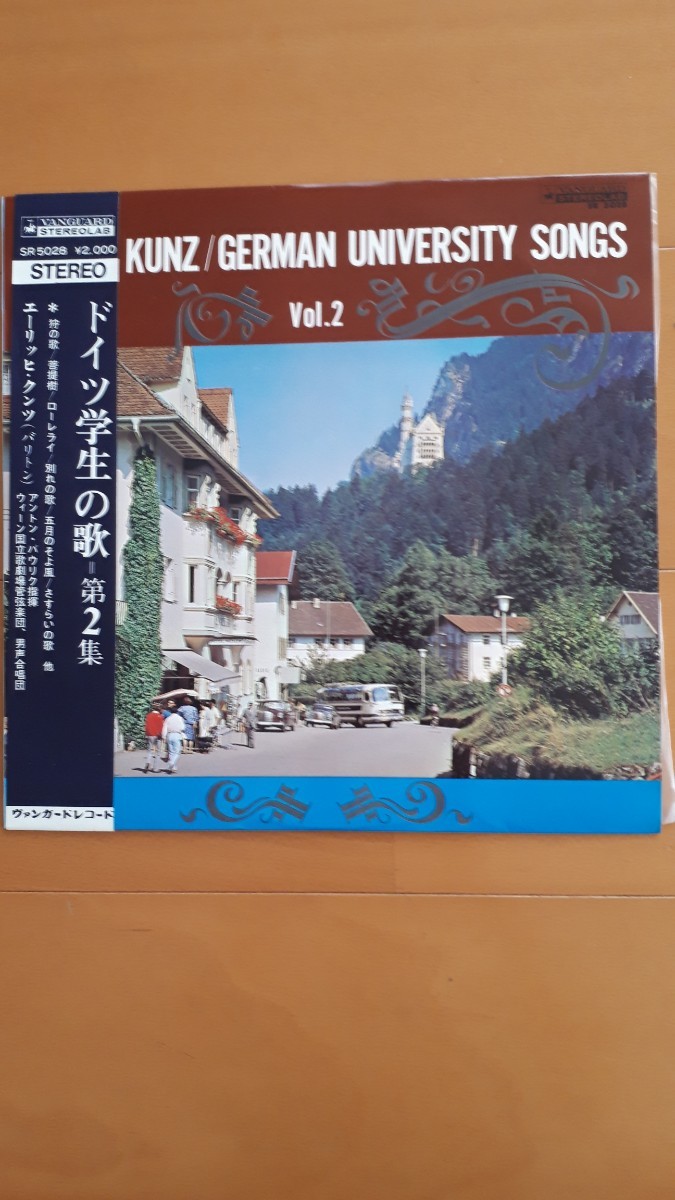 VANGUARD
STEREOLAB
SR5028 ¥2,000
STEREO
ドイツ学生の歌=第2集
* 狩の歌/菩提樹/ローレライ/別れの歌/五月のそよ風/さすらいの歌 他
エーリッヒ・クンツ(バリトン)
アントン・パウリク指揮
ウィーン国立歌劇場管弦楽団 男声合唱団
ヴァンガードレコード
KUNZ/GERMAN UNIVERSITY SONGS
Vol.2
VANGUARD
STEREOLAB
SR 5028